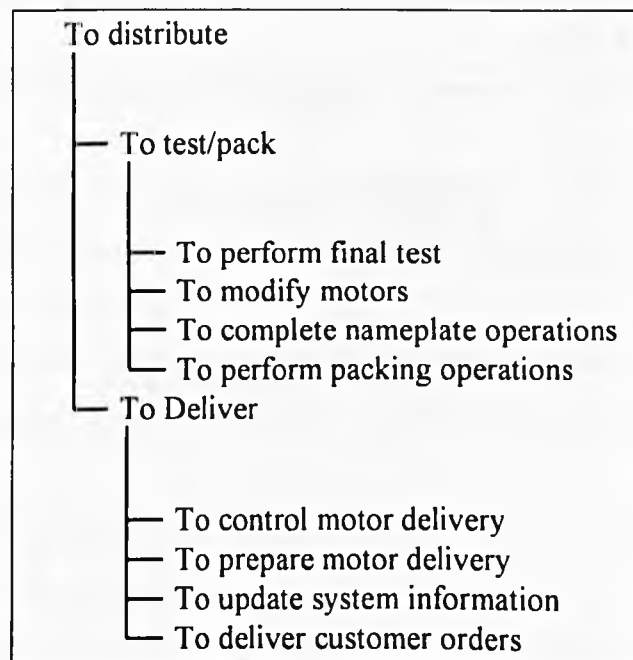 To distribute
To test/pack
To perform final test
To modify motors
To complete nameplate operations
To perform packing operations
To Deliver
To control motor delivery
To prepare motor delivery
To update system information
To deliver customer orders